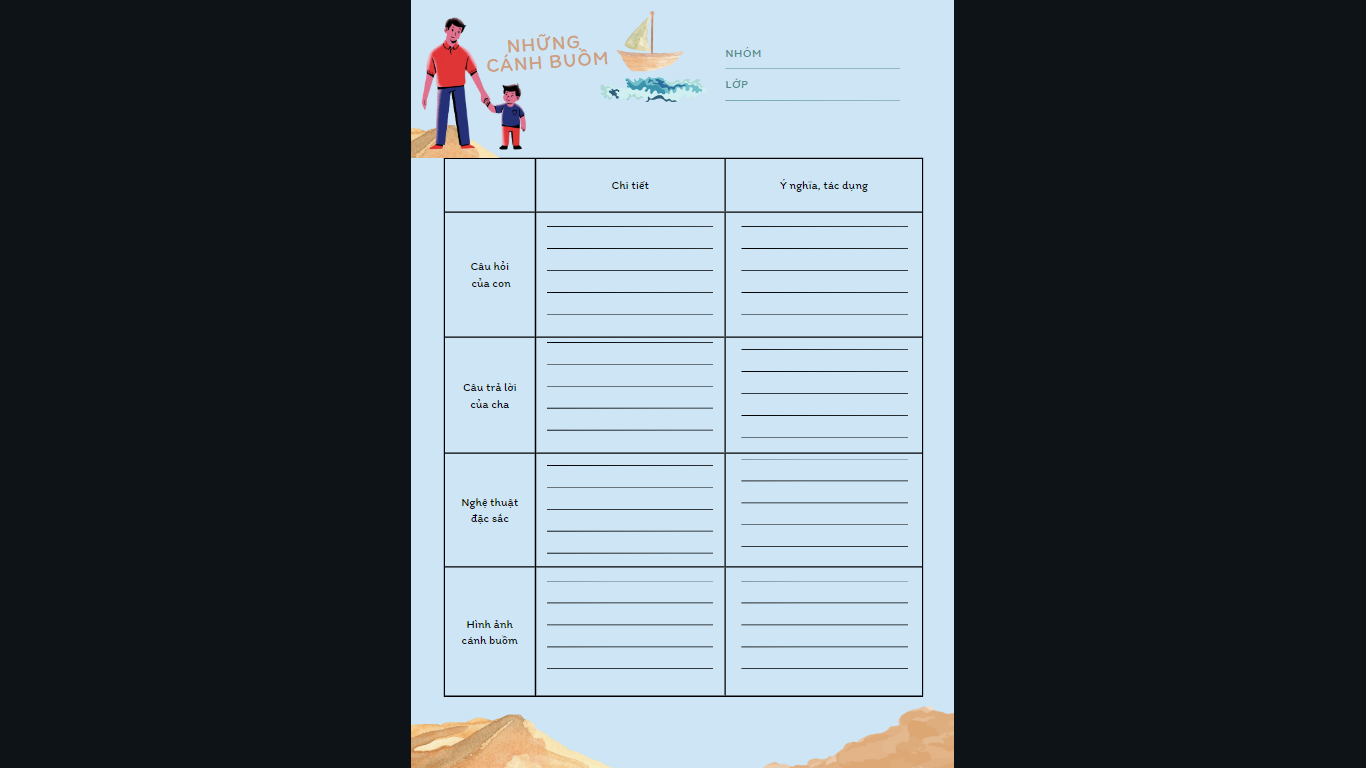 NHỮNG
CÁNH BUỒM
NHÓM
LỚP
Chi tiết
Ý nghĩa, tác dụng
Câu hỏi
của con
Câu trả lời
của cha
Nghệ thuật
đặc sắc
Hình ảnh
cánh buồm